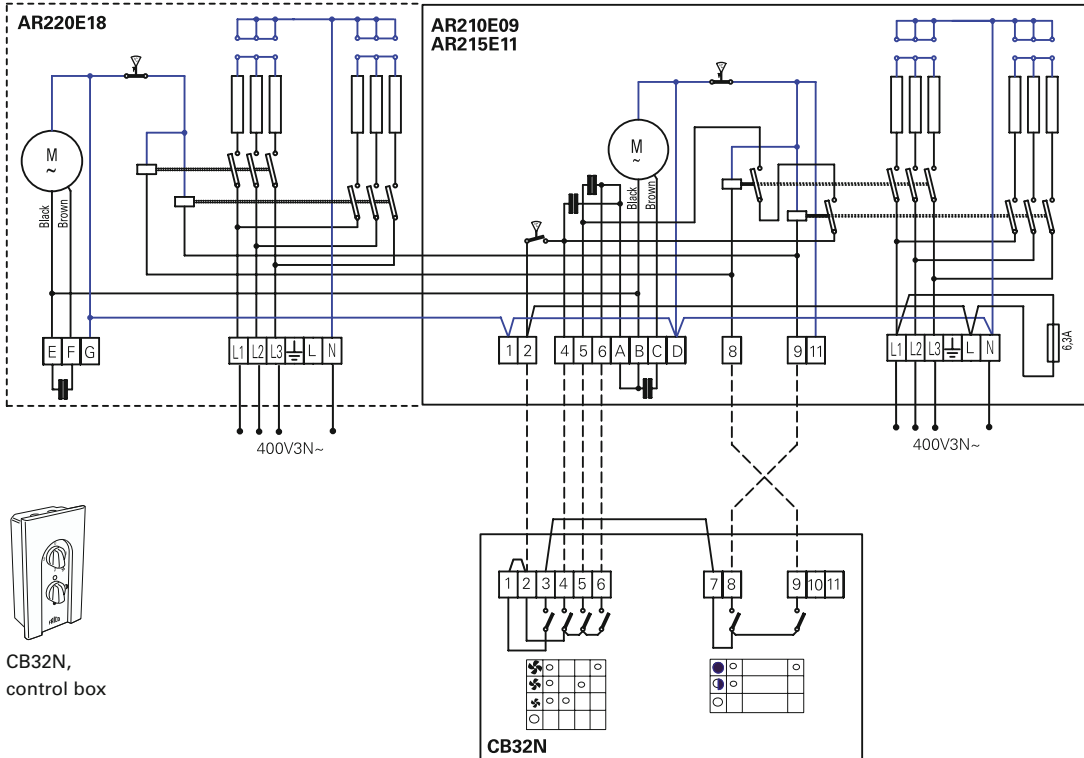 AR220E18
AR210E09
AR215E11
M
~
Black
Brown
M
~
Black
Brown
E F G
L1 L2 L3 L N
1 2
4 5 6 A B C D
8
9 11
L1 L2 L3 L N
6,3A
400V3N~
400V3N~
1 2 3 4 5 6
7 8
9 10 11
CB32N,
control box
CB32N